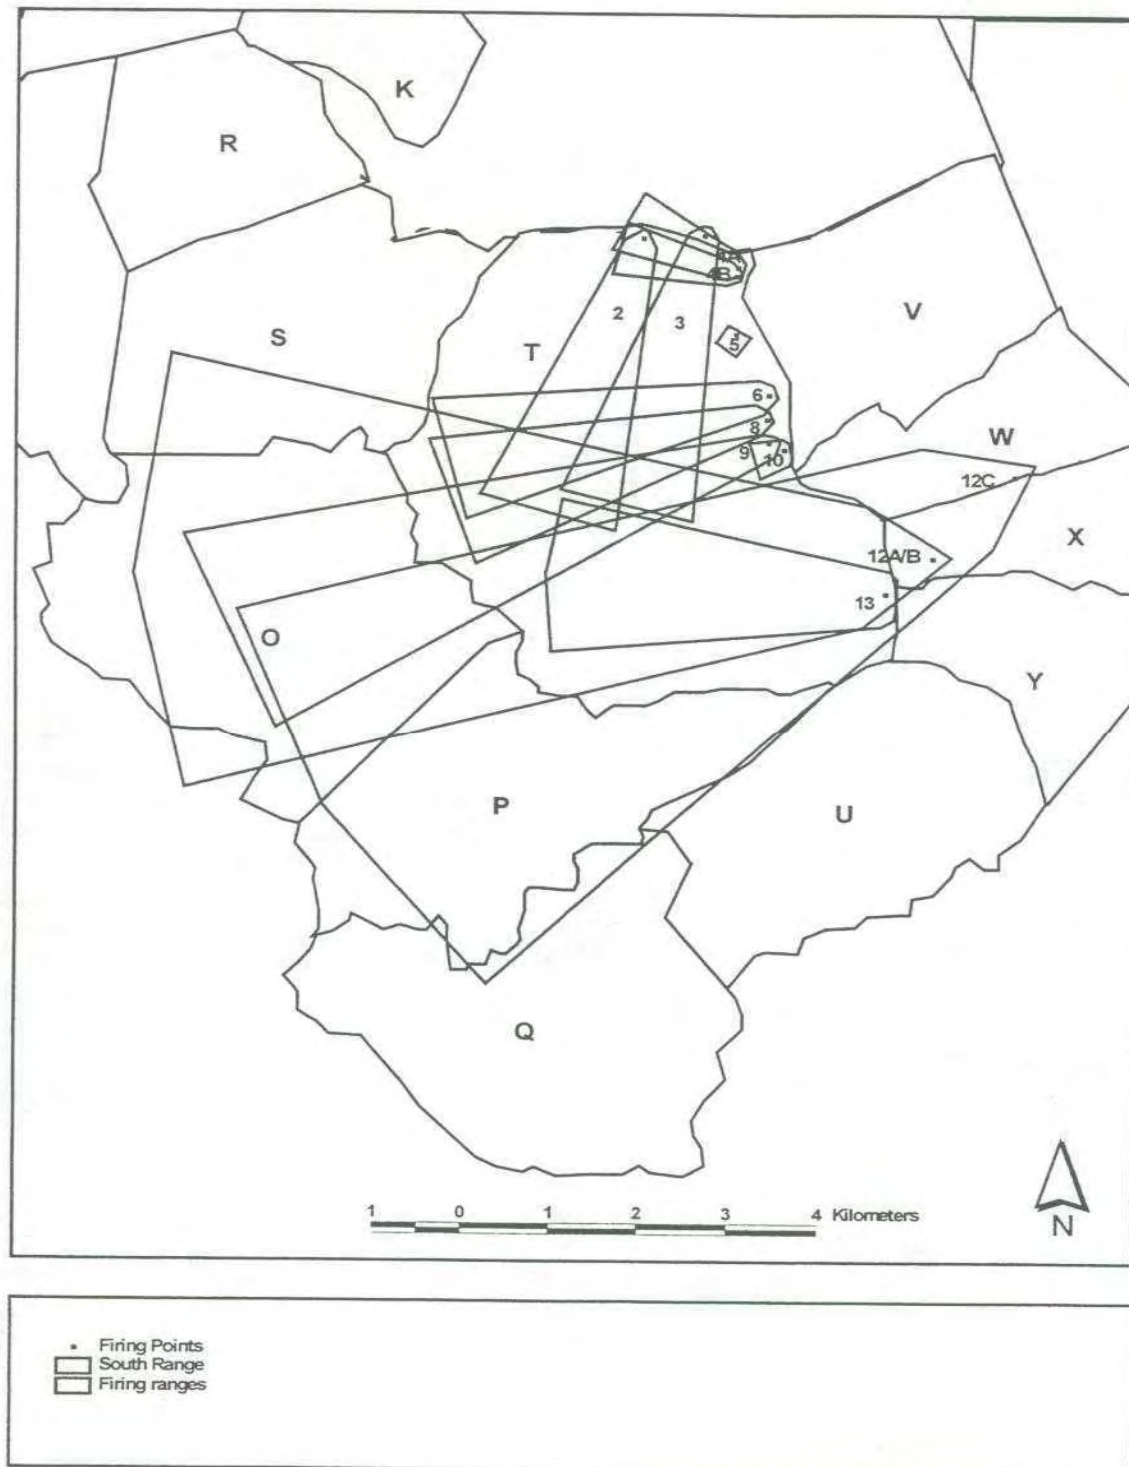 K
R
2
3
5
V
S
T
6
8
W
9
10
12C
X
12A/B
13
O
Y
P
U
Q
1 0 1 2 3 4 Kilometers
N
Firing Points
South Range
Firing ranges